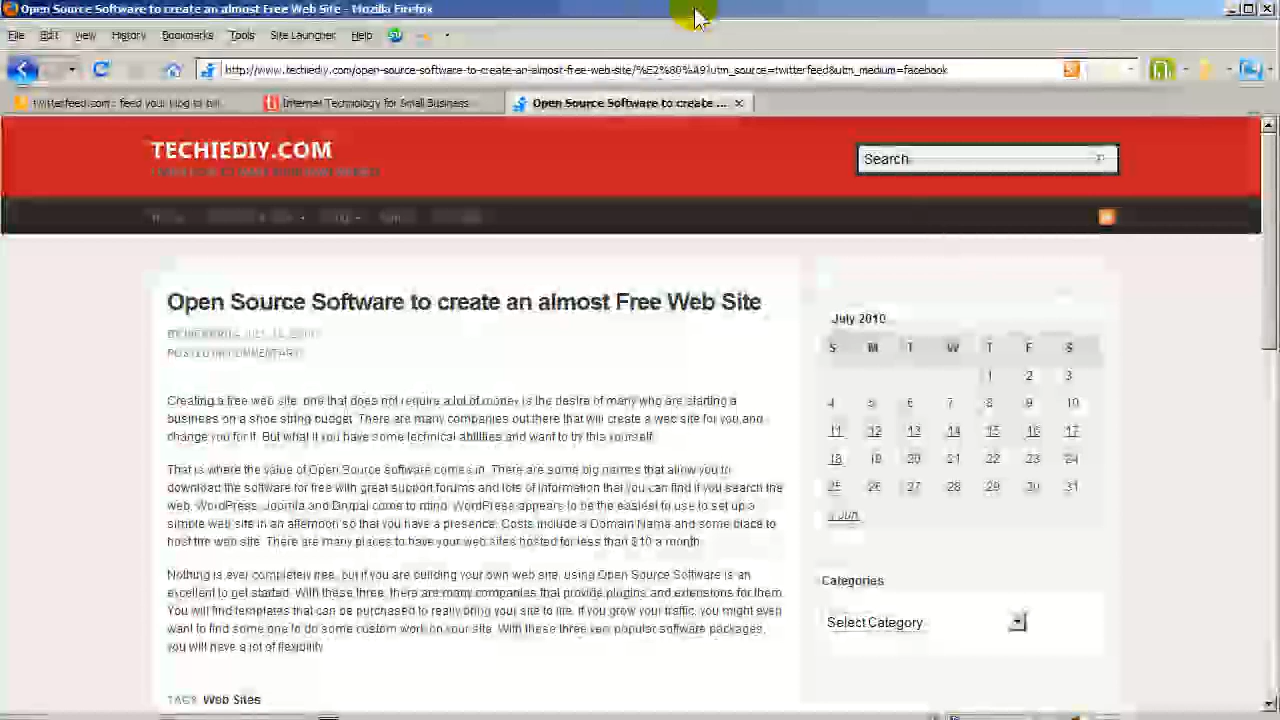 Open Source Software to create an almost Free Web Site - Mozilla Firefox
File Edit View History Bookmarks Tools Site Launcher Help
http://www.techiediy.com/open-source-software-to-create-an-almost-free-web-site/%E2%80%A9?utm_source=twitterfeed&utm_medium=facebook
twitterfeed.com : feed your blog to twi...
Internet Technology for Small Business
Open Source Software to create ...
TECHIEDIY.COM
Search
Open Source Software to create an almost Free Web Site
POSTED IN COMMENTARY
Creating a free web site, one that does not require a lot of money is the desire of many who are starting a
business on a shoe string budget. There are many companies out there that will create a web site for you and
change you for it. But what if you have some technical abilities and want to try this yourself.
That is where the value of Open Source software comes in. There are some big names that allow you to
download the software for free with great support forums and lots of information that you can find if you search the
web. WordPress, Joomla and Drupal come to mind. WordPress appears to be the easiest to use to set up a
simple web site in an afternoon so that you have a presence. Costs include a Domain Name and some place to
host the web site. There are many places to have your web sites hosted for less than $10 a month.
Nothing is ever completely free, but if you are building your own web site, using Open Source Software is an
excellent to get started. With these three, there are many companies that provide plugins and extensions for them.
You will find templates that can be purchased to really bring your site to life. If you grow your traffic, you might even
want to find some one to do some custom work on your site. With these three very popular software packages,
you will have a lot of flexibility.
TAGS: Web Sites
July 2010
S M T W T F S
1 2 3
4 5 6 7 8 9 10
11 12 13 14 15 16 17
18 19 20 21 22 23 24
25 26 27 28 29 30 31
« Jun
Categories
Select Category